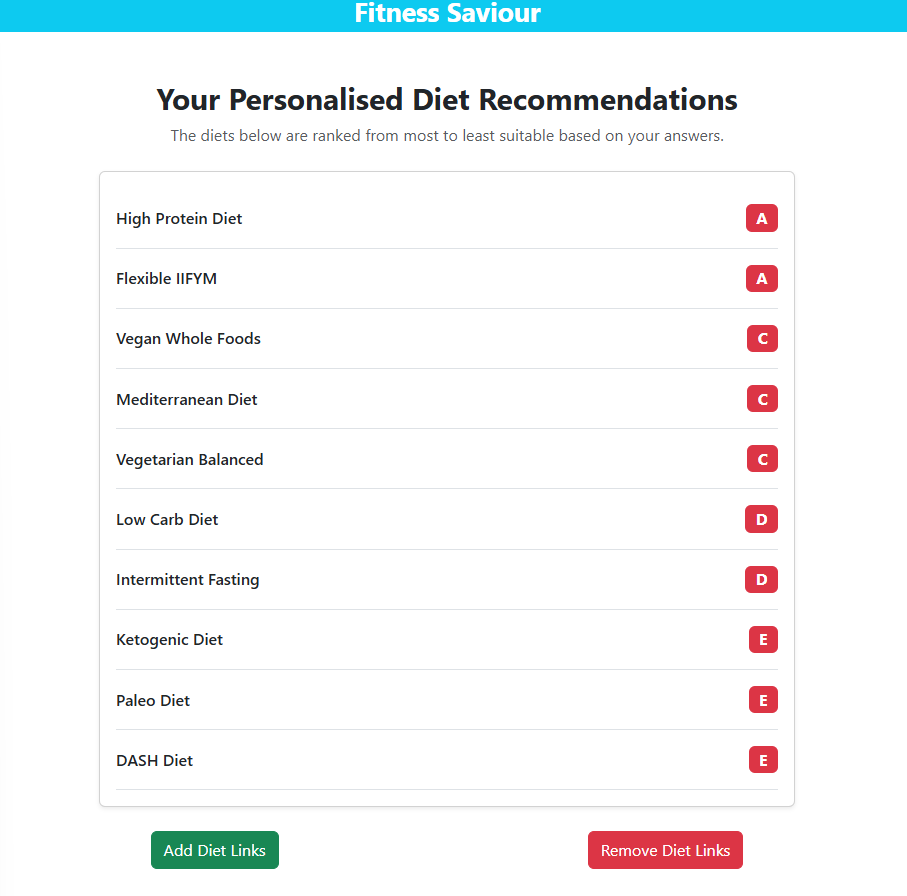 Fitness Saviour
Your Personalised Diet Recommendations
The diets below are ranked from most to least suitable based on your answers.
High Protein Diet A
Flexible IIFYM A
Vegan Whole Foods C
Mediterranean Diet C
Vegetarian Balanced C
Low Carb Diet D
Intermittent Fasting D
Ketogenic Diet E
Paleo Diet E
DASH Diet E
Add Diet Links Remove Diet Links